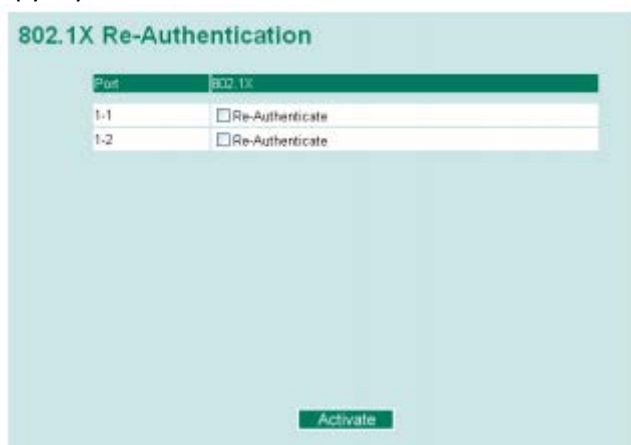 802.1X Re-Authentication
Port 802.1X
1-1 Re-Authenticate
1-2 Re-Authenticate
Activate